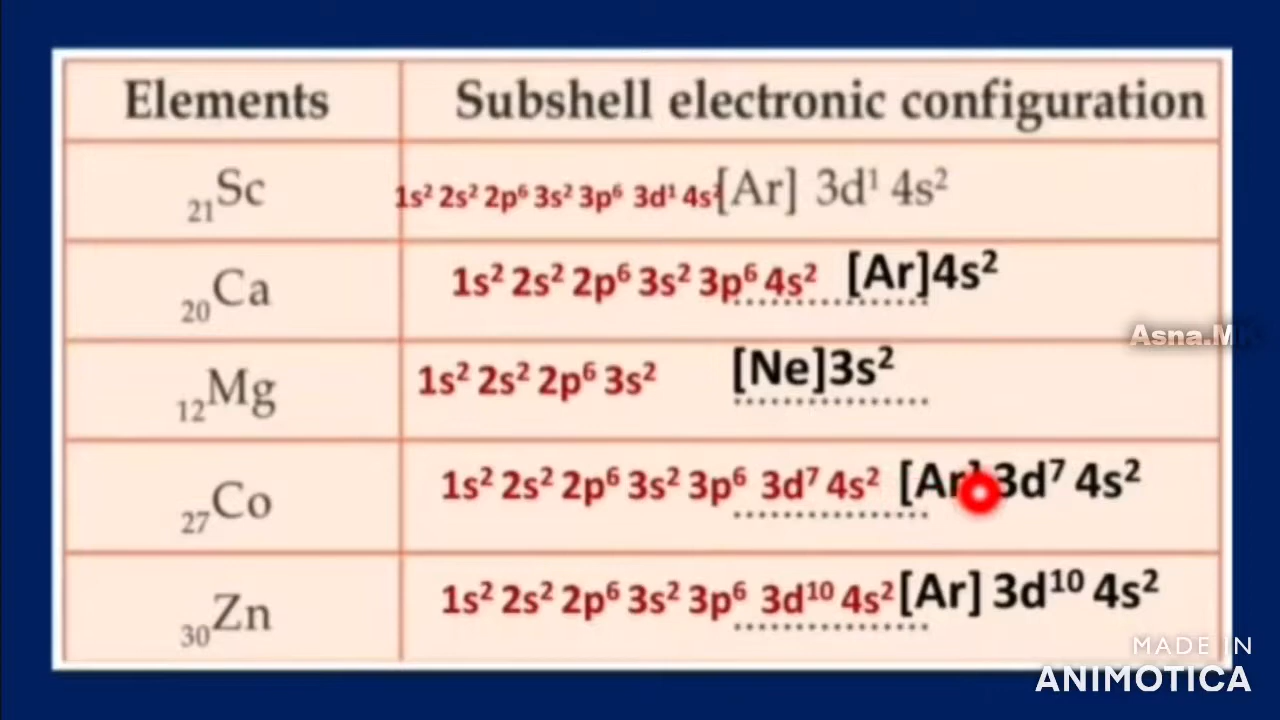 Elements Subshell electronic configuration
₂₁Sc 1s² 2s² 2p⁶ 3s² 3p⁶ 3d¹ 4s² [Ar] 3d¹ 4s²
₂₀Ca 1s² 2s² 2p⁶ 3s² 3p⁶ 4s² [Ar]4s²
Asna.MK
₁₂Mg 1s² 2s² 2p⁶ 3s² [Ne]3s²
₂₇Co 1s² 2s² 2p⁶ 3s² 3p⁶ 3d⁷ 4s² [Ar] 3d⁷ 4s²
₃₀Zn 1s² 2s² 2p⁶ 3s² 3p⁶ 3d¹⁰ 4s² [Ar] 3d¹⁰ 4s²
MADE IN
ANIMOTICA